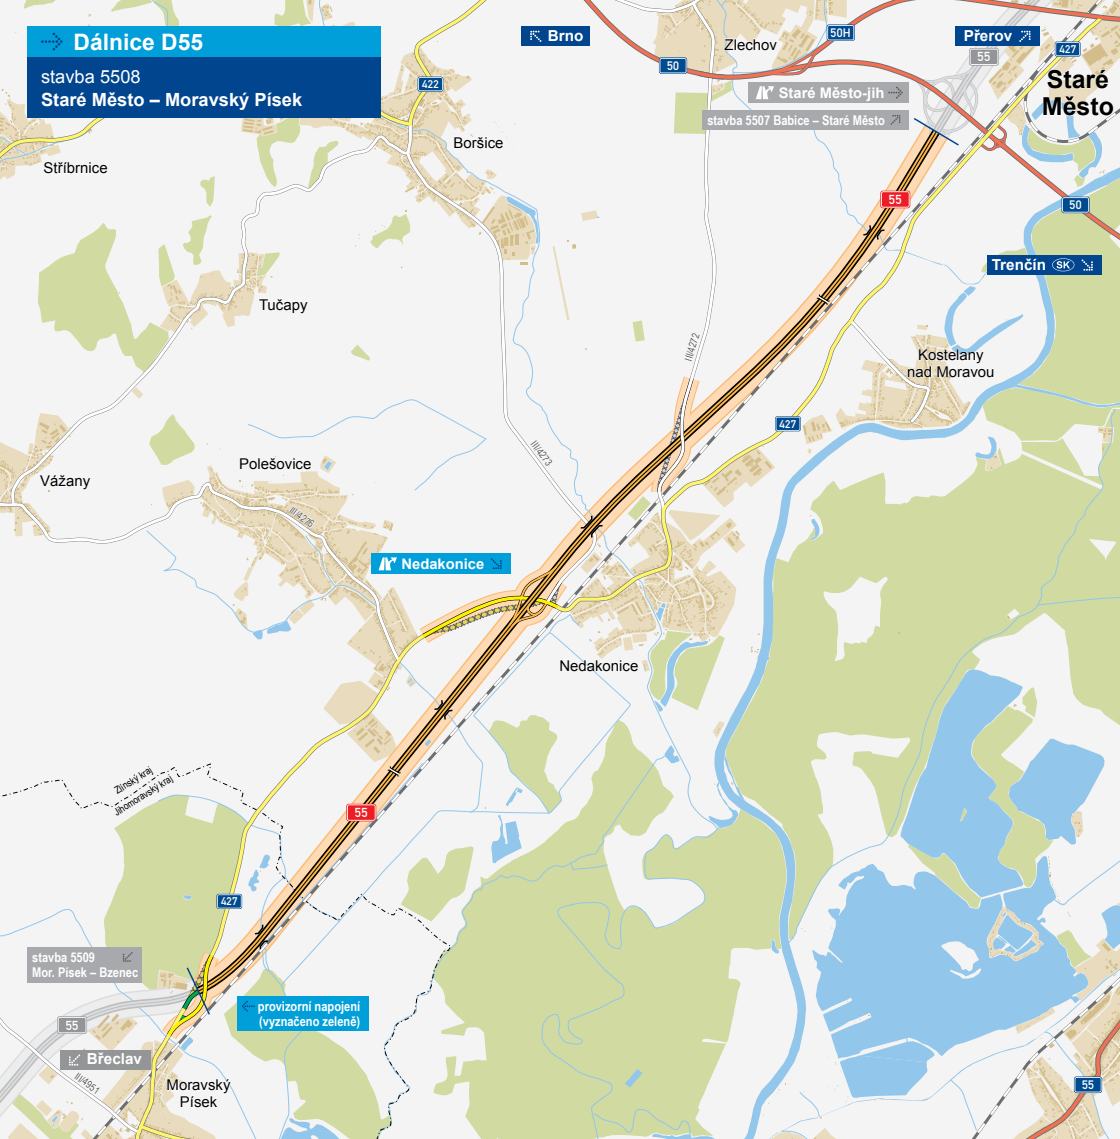 Dálnice D55
stavba 5508
Staré Město – Moravský Písek
Brno
Zlechov
50H
Přerov
55
427
50
Staré
Město
422
Staré Město-jih
stavba 5507 Babice – Staré Město
Boršice
Stříbrnice
55
50
Trenčín SK
Tučapy
III/4272
Kostelany
nad Moravou
427
III/4273
Polešovice
Vážany
III/4276
Nedakonice
Nedakonice
Zlínský kraj
Jihomoravský kraj
55
427
stavba 5509
Mor. Písek – Bzenec
provizorní napojení
(vyznačeno zeleně)
55
Břeclav
III/4951
Moravský
Písek
55